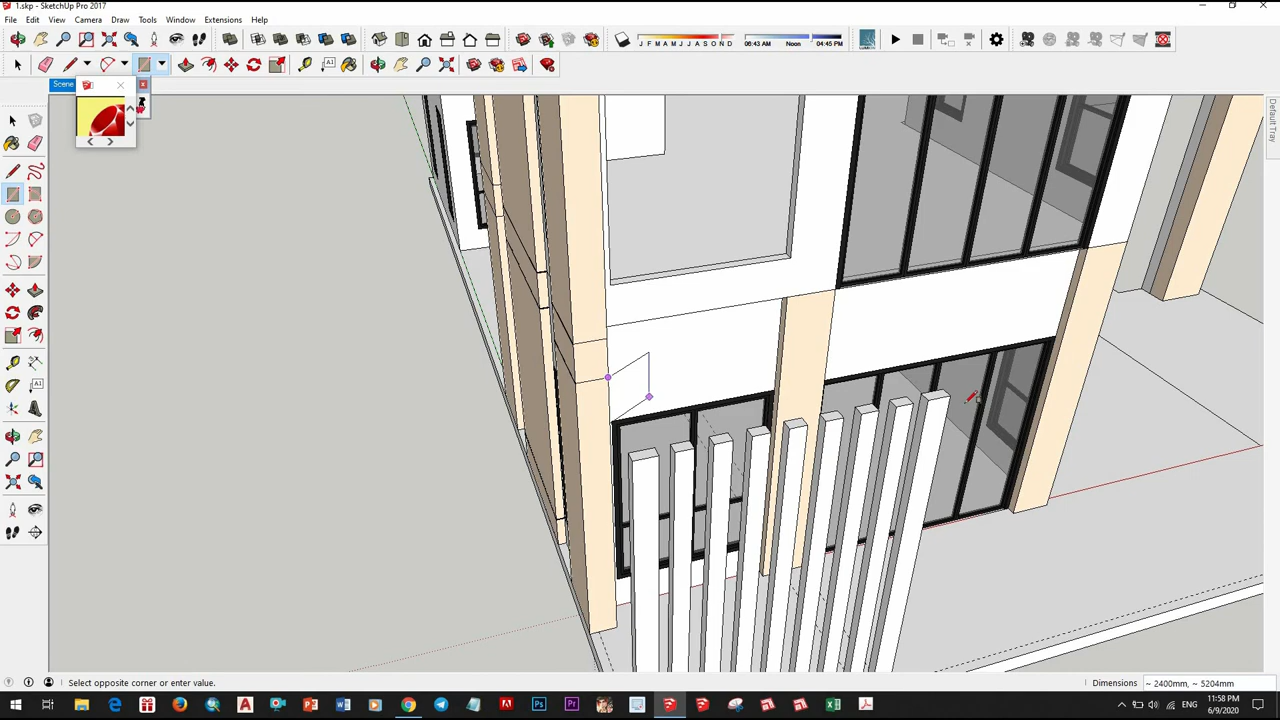 1.skp - SketchUp Pro 2017
File Edit View Camera Draw Tools Window Extensions Help
J F M A M J J A S O N D
06:43 AM Noon 04:45 PM
Scene
Default Tray
Select opposite corner or enter value.
Dimensions ~ 2400mm, ~ 5204mm
11:58 PM
ENG
6/9/2020